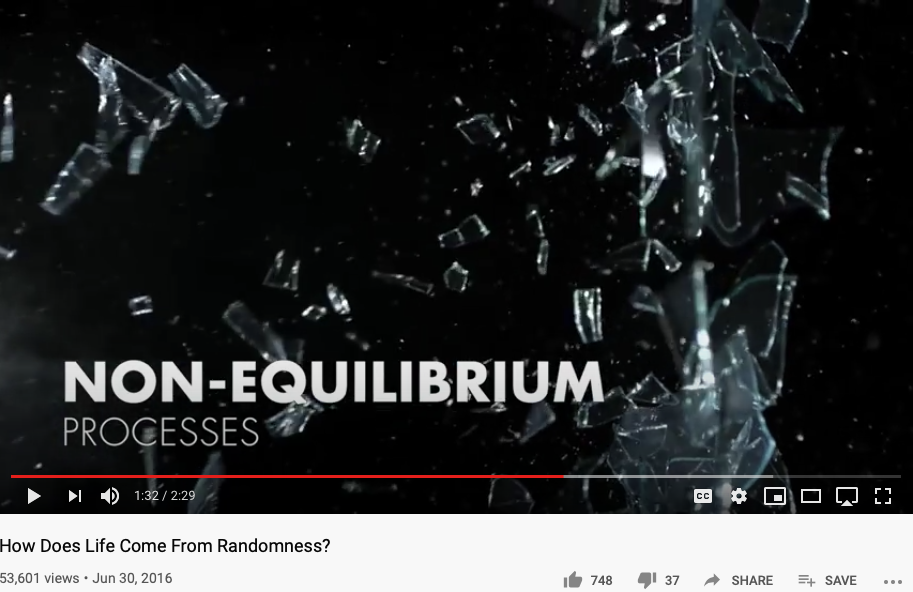 NON-EQUILIBRIUM
PROCESSES
1:32 / 2:29
CC
How Does Life Come From Randomness?
53,601 views • Jun 30, 2016
748 37 SHARE SAVE